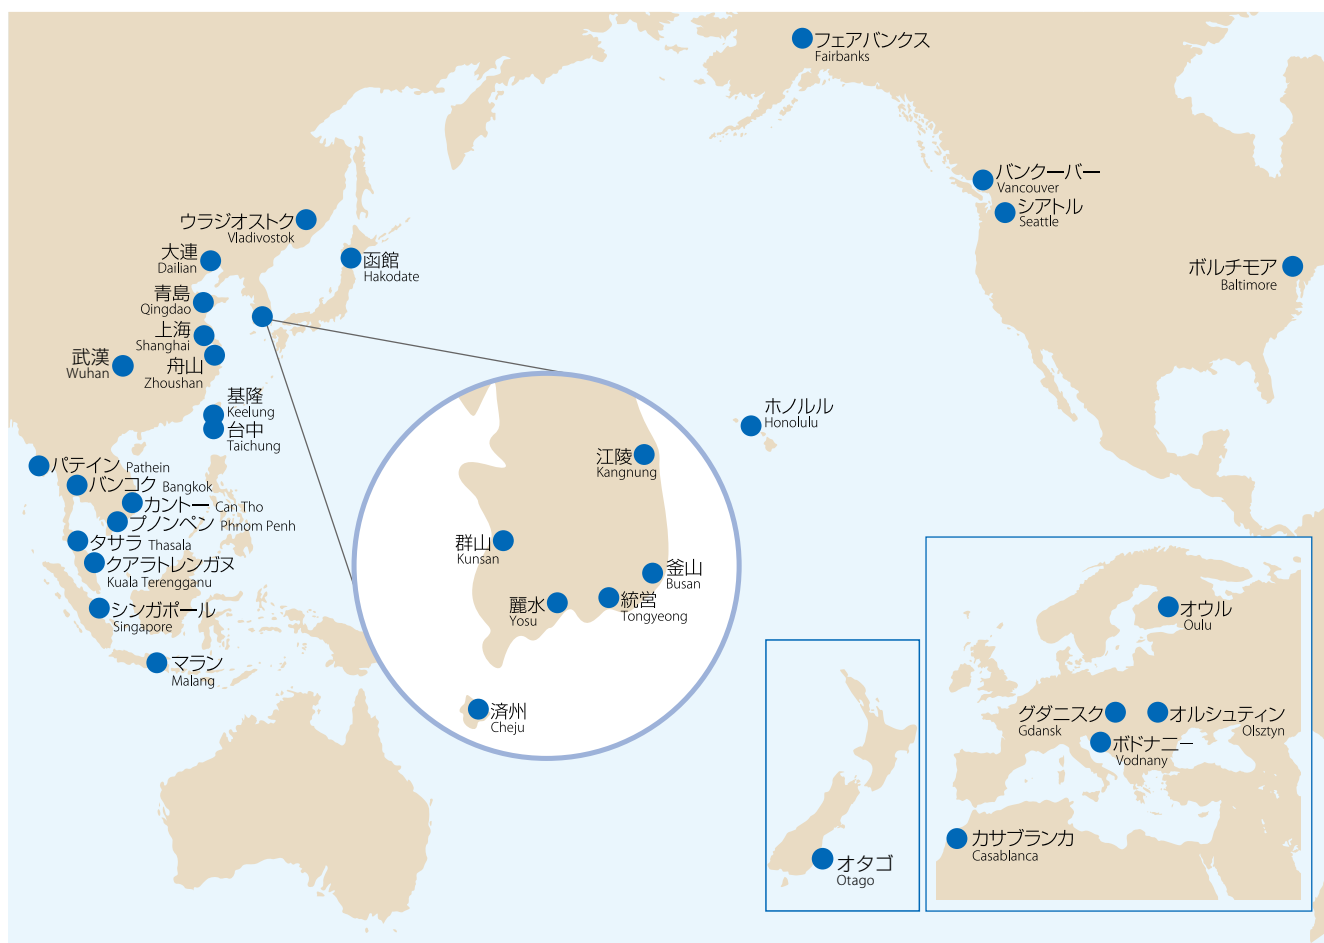 フェアバンクス
Fairbanks
バンクーバー
Vancouver
シアトル
Seattle
ボルチモア
Baltimore
ウラジオストク
Vladivostok
大連
Dailian
函館
Hakodate
青島
Qingdao
上海
Shanghai
武漢
Wuhan
舟山
Zhoushan
基隆
Keelung
台中
Taichung
ホノルル
Honolulu
パテイン Pathein
バンコク Bangkok
カントー Can Tho
プノンペン Phnom Penh
タサラ Thasala
クアラトレンガヌ
Kuala Terengganu
シンガポール
Singapore
マラン
Malang
江陵
Kangnung
群山
Kunsan
釜山
Busan
麗水
Yosu
統営
Tongyeong
済州
Cheju
オタゴ
Otago
オウル
Oulu
グダニスク
Gdansk
オルシュティン
Olsztyn
ボドナニー
Vodnany
カサブランカ
Casablanca